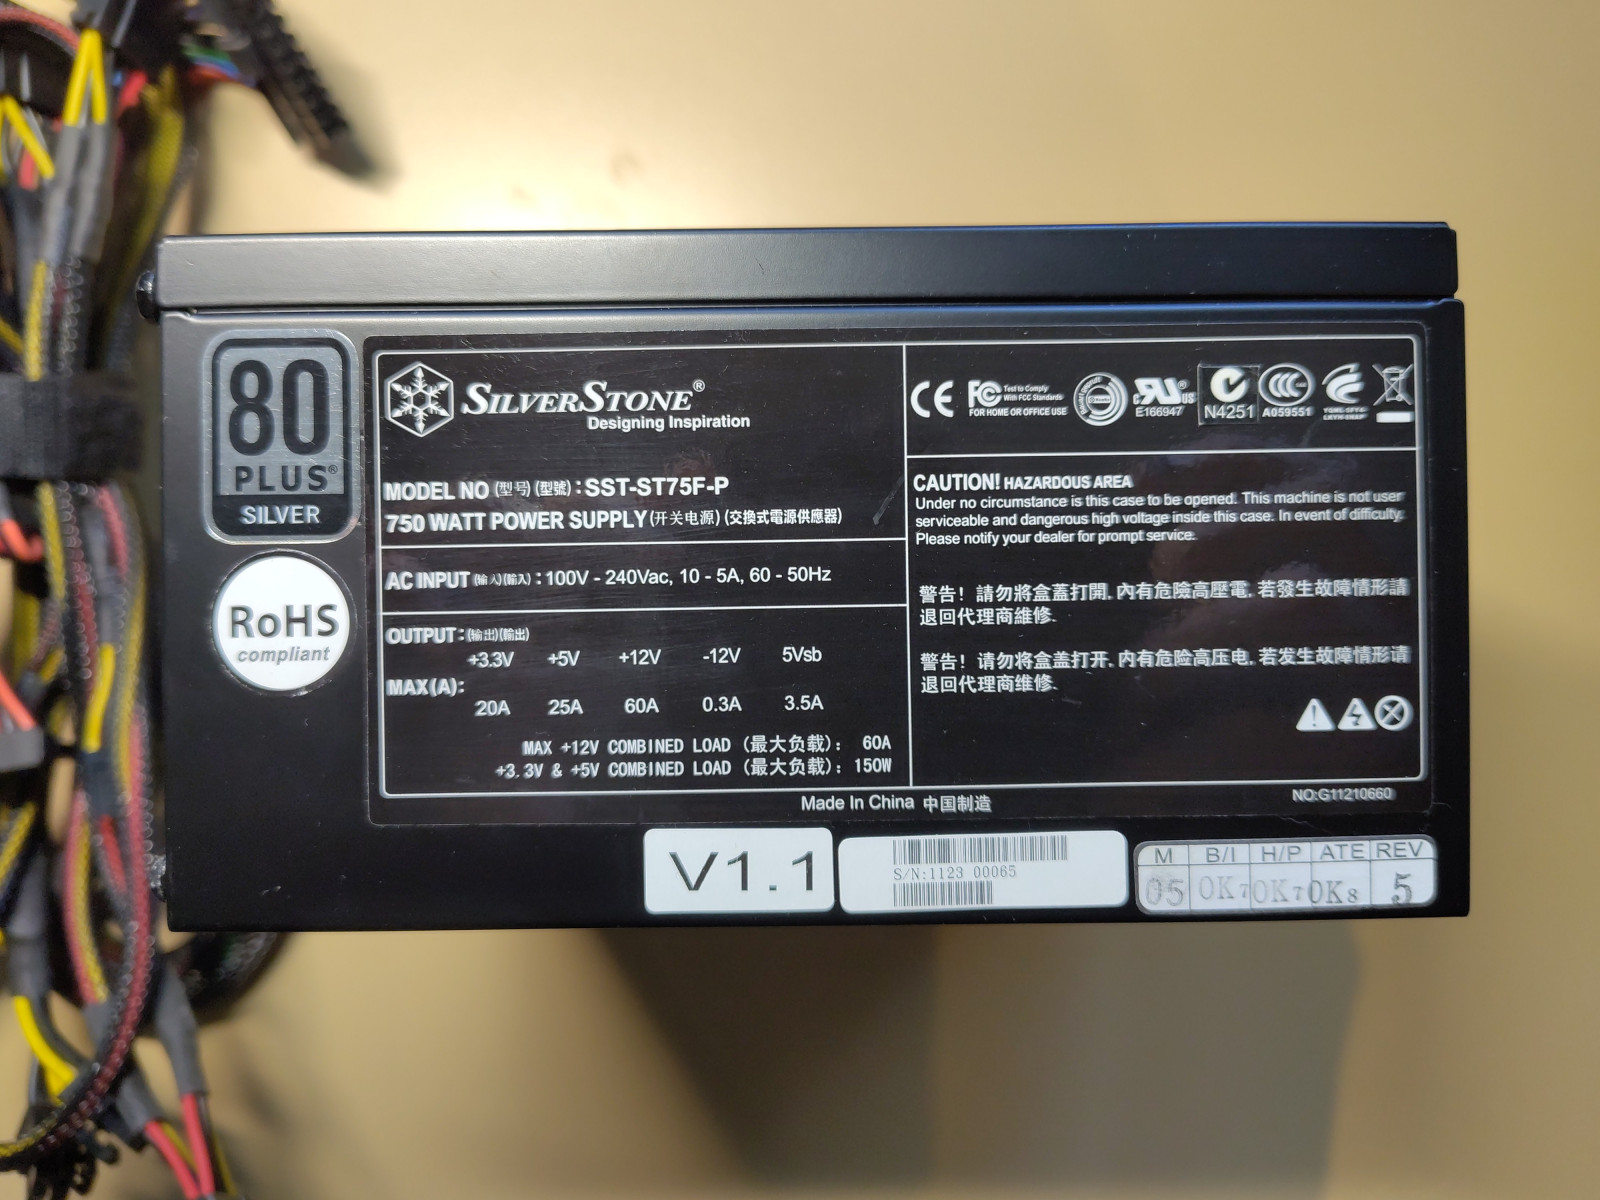 80
PLUS®
SILVER
RoHS
compliant
SILVERSTONE®
Designing Inspiration
MODEL NO (型号) (型號) : SST-ST75F-P
750 WATT POWER SUPPLY (开关电源) (交換式電源供應器)
AC INPUT (输入)(輸入) : 100V - 240Vac, 10 - 5A, 60 - 50Hz
OUTPUT : (输出)(輸出)
+3.3V +5V +12V -12V 5Vsb
MAX(A):
20A 25A 60A 0.3A 3.5A
MAX +12V COMBINED LOAD (最大负载): 60A
+3.3V & +5V COMBINED LOAD (最大负载): 150W
CE
FC Test to Comply
With FCC Standards
FOR HOME OR OFFICE USE
c RU ® US
E166947
N4251
CCC
A059551
CAUTION! HAZARDOUS AREA
Under no circumstance is this case to be opened. This machine is not user
serviceable and dangerous high voltage inside this case. In event of difficulty.
Please notify your dealer for prompt service.
警告! 請勿將盒蓋打開, 內有危險高壓電, 若發生故障情形請
退回代理商維修.
警告! 请勿将盒盖打开, 内有危险高压电, 若发生故障情形请
退回代理商维修.
Made In China 中国制造
NO:G11210660
V1.1
S/N:1123 00065
M B/I H/P ATE REV
05 OK7 OK7 OK8 5